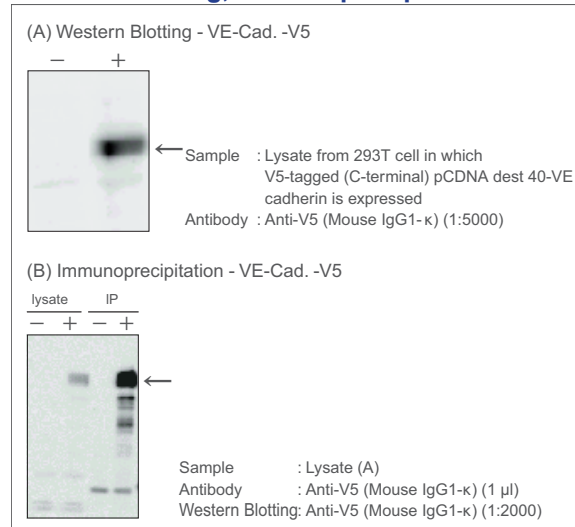 (A) Western Blotting - VE-Cad. -V5
− +
Sample : Lysate from 293T cell in which
V5-tagged (C-terminal) pCDNA dest 40-VE
cadherin is expressed
Antibody : Anti-V5 (Mouse IgG1-κ) (1:5000)
(B) Immunoprecipitation - VE-Cad. -V5
lysate IP
− + − +
Sample : Lysate (A)
Antibody : Anti-V5 (Mouse IgG1-κ) (1 µl)
Western Blotting: Anti-V5 (Mouse IgG1-κ) (1:2000)